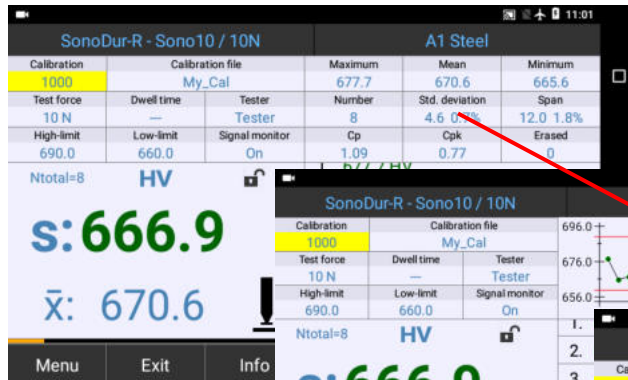 11:01
SonoDur-R - Sono10 / 10N A1 Steel
Calibration Calibration file Maximum Mean Minimum
1000 My_Cal 677.7 670.6 665.6
Test force Dwell time Tester Number Std. deviation Span
10 N --- Tester 8 4.6 0.7% 12.0 1.8%
High-limit Low-limit Signal monitor Cp Cpk Erased
690.0 660.0 On 1.09 0.77 0
Ntotal=8 HV
1 677.7 HV
s:666.9
x̄: 670.6
Menu Exit Info
SonoDur-R - Sono10 / 10N
Calibration Calibration file
1000 My_Cal
Test force Dwell time Tester
10 N --- Tester
High-limit Low-limit Signal monitor
690.0 660.0 On
Ntotal=8 HV
696.0
676.0
656.0
1.
2.
3
Ca